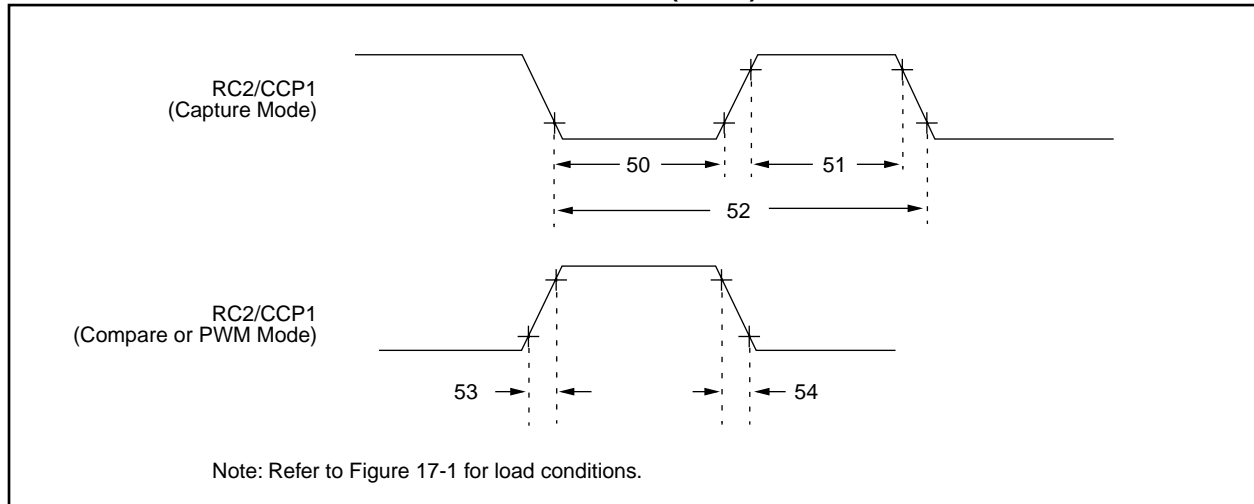 RC2/CCP1
(Capture Mode)
50
51
52
RC2/CCP1
(Compare or PWM Mode)
53
54
Note: Refer to Figure 17-1 for load conditions.